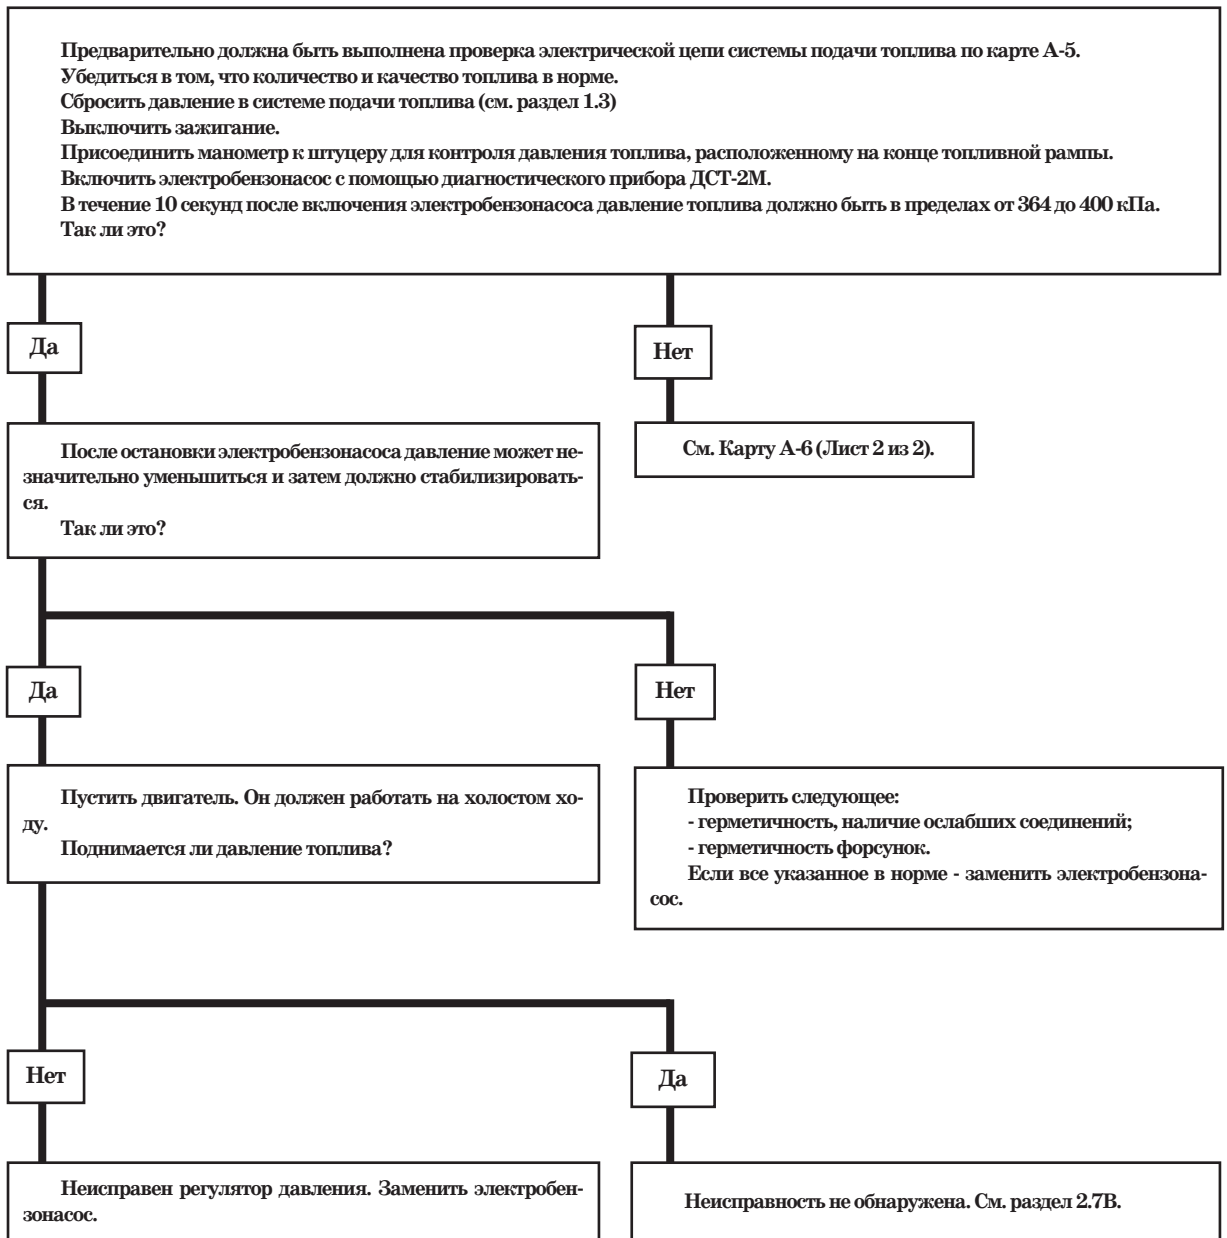 Предварительно должна быть выполнена проверка электрической цепи системы подачи топлива по карте А-5.
Убедиться в том, что количество и качество топлива в норме.
Сбросить давление в системе подачи топлива (см. раздел 1.3)
Выключить зажигание.
Присоединить манометр к штуцеру для контроля давления топлива, расположенному на конце топливной рампы.
Включить электробензонасос с помощью диагностического прибора ДСТ-2М.
В течение 10 секунд после включения электробензонасоса давление топлива должно быть в пределах от 364 до 400 кПа.
Так ли это?
Да
Нет
После остановки электробензонасоса давление может не-
значительно уменьшиться и затем должно стабилизировать-
ся.
Так ли это?
См. Карту А-6 (Лист 2 из 2).
Да
Нет
Пустить двигатель. Он должен работать на холостом хо-
ду.
Поднимается ли давление топлива?
Проверить следующее:
- герметичность, наличие ослабших соединений;
- герметичность форсунок.
Если все указанное в норме - заменить электробензона-
сос.
Нет
Да
Неисправен регулятор давления. Заменить электробен-
зонасос.
Неисправность не обнаружена. См. раздел 2.7В.